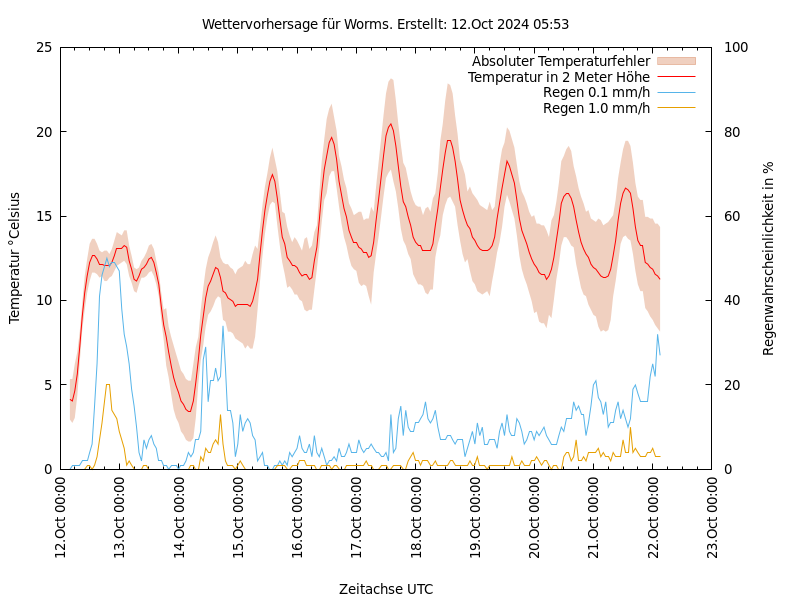 Wettervorhersage für Worms. Erstellt: 12.Oct 2024 05:53
Absoluter Temperaturfehler
Temperatur in 2 Meter Höhe
Regen 0.1 mm/h
Regen 1.0 mm/h
Temperatur °Celsius
25
20
15
10
5
0
Regenwahrscheinlichkeit in %
100
80
60
40
20
0
12.Oct 00:00
13.Oct 00:00
14.Oct 00:00
15.Oct 00:00
16.Oct 00:00
17.Oct 00:00
18.Oct 00:00
19.Oct 00:00
20.Oct 00:00
21.Oct 00:00
22.Oct 00:00
23.Oct 00:00
Zeitachse UTC